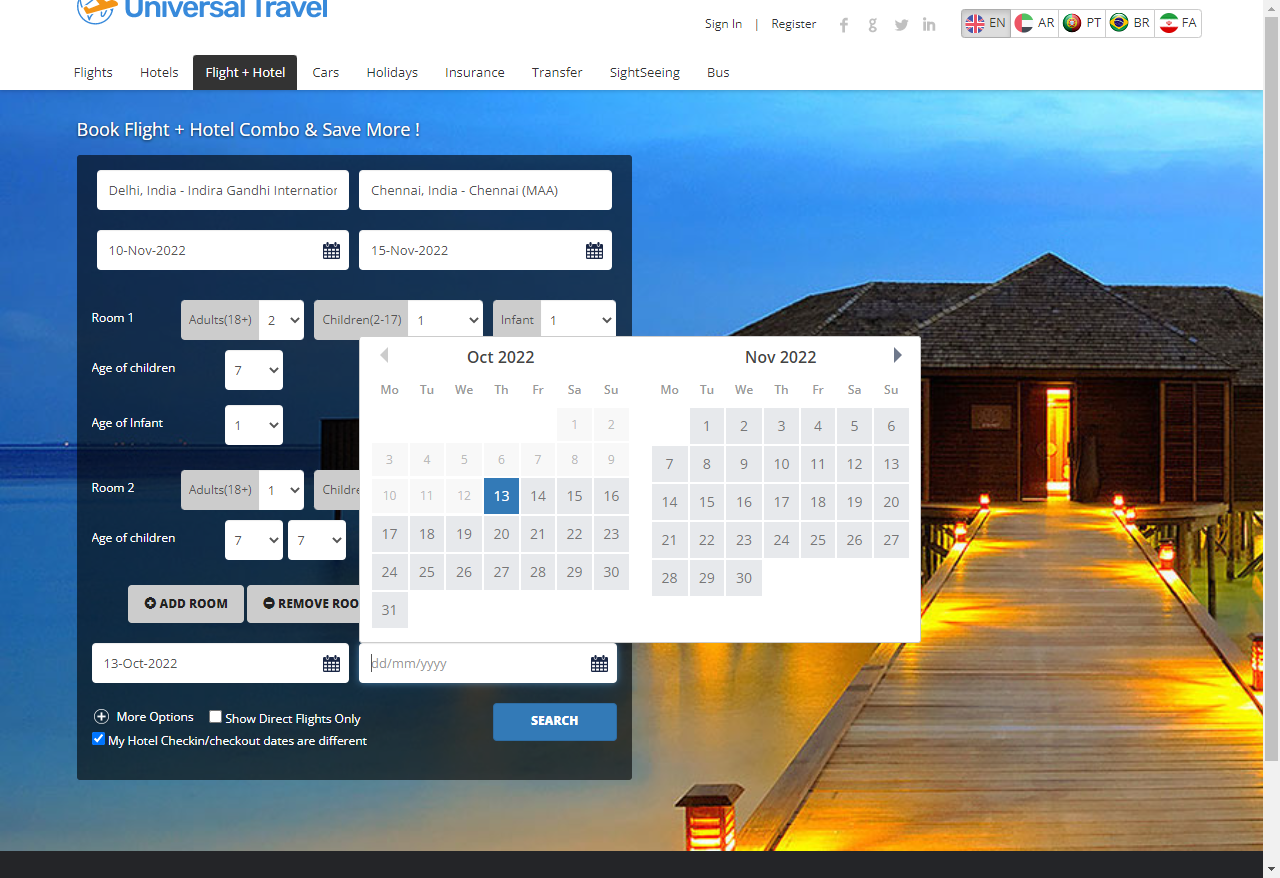 Universal Travel
Sign In | Register
EN AR PT BR FA
Flights Hotels Flight + Hotel Cars Holidays Insurance Transfer SightSeeing Bus
Book Flight + Hotel Combo & Save More !
Delhi, India - Indira Gandhi Internation Chennai, India - Chennai (MAA)
10-Nov-2022 15-Nov-2022
Room 1 Adults(18+) 2 Children(2-17) 1 Infant 1
Age of children 7
Age of Infant 1
Room 2 Adults(18+) 1 Childre
Age of children 7 7
ADD ROOM REMOVE ROO
Oct 2022
Mo Tu We Th Fr Sa Su
1 2
3 4 5 6 7 8 9
10 11 12 13 14 15 16
17 18 19 20 21 22 23
24 25 26 27 28 29 30
31
Nov 2022
Mo Tu We Th Fr Sa Su
1 2 3 4 5 6
7 8 9 10 11 12 13
14 15 16 17 18 19 20
21 22 23 24 25 26 27
28 29 30
13-Oct-2022 dd/mm/yyyy
More Options Show Direct Flights Only SEARCH
My Hotel Checkin/checkout dates are different